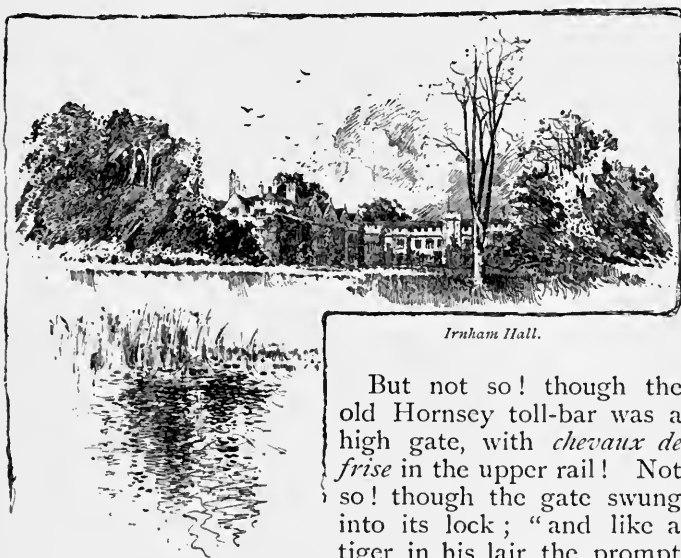 Irnham Hall.
But not so! though the
old Hornsey toll-bar was a
high gate, with chevaux de
frise in the upper rail! Not
so! though the gate swung
into its lock; "and like a
tiger in his lair the prompt